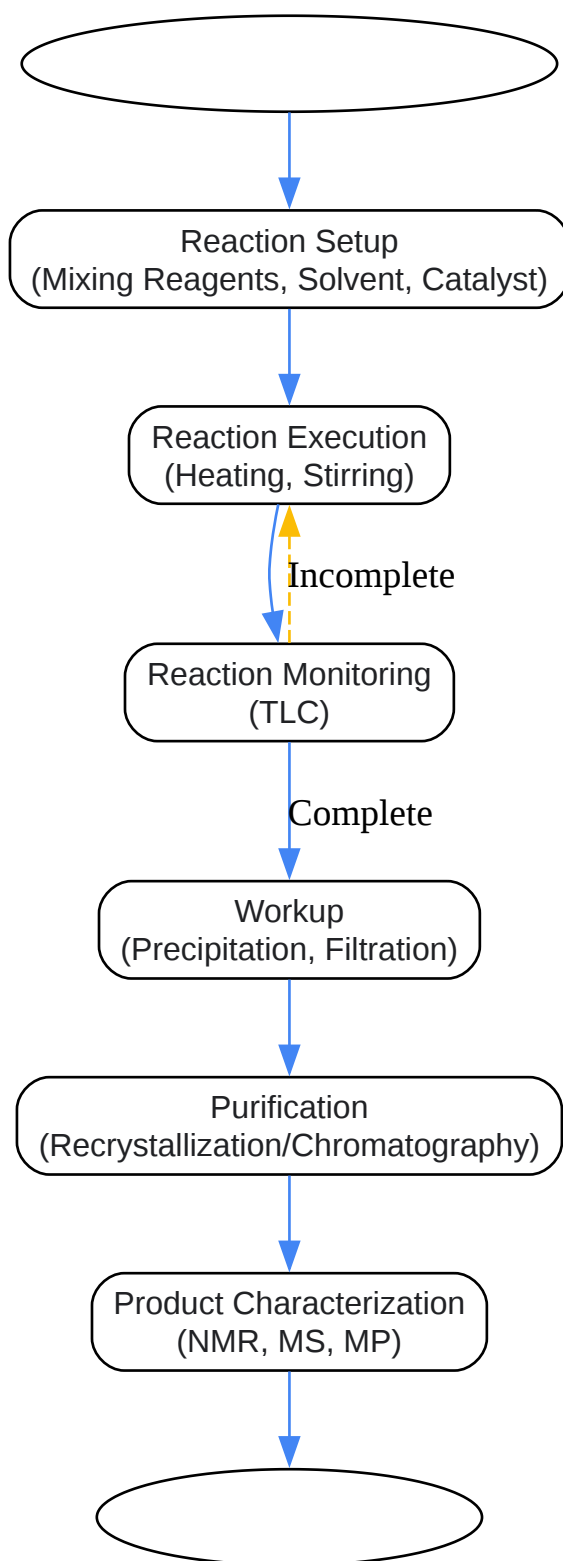 Reaction Setup
(Mixing Reagents, Solvent, Catalyst)
Reaction Execution
(Heating, Stirring)
Incomplete
Reaction Monitoring
(TLC)
Complete
Workup
(Precipitation, Filtration)
Purification
(Recrystallization/Chromatography)
Product Characterization
(NMR, MS, MP)